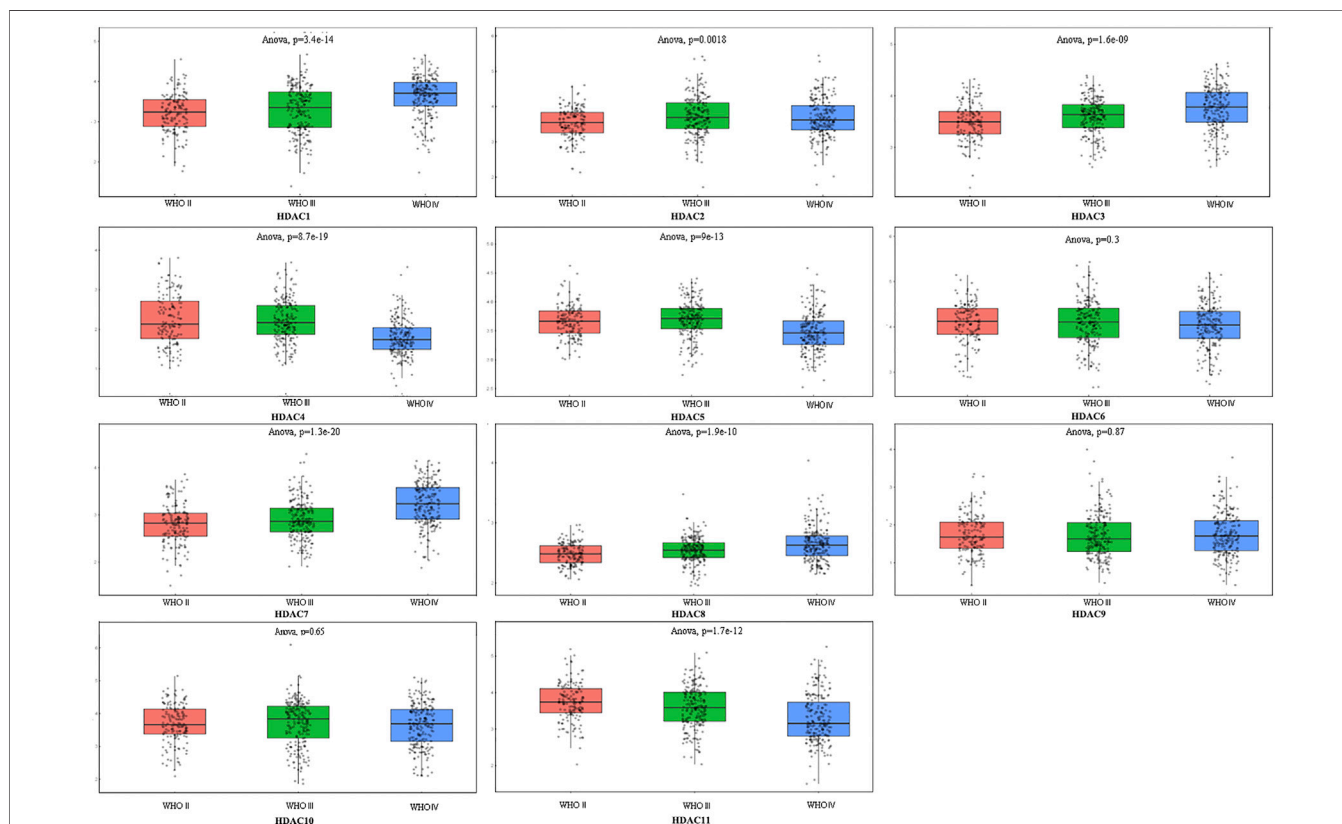 Anova, p=3.4e-14
WHO II WHO III WHO IV
HDAC1
Anova, p=0.0018
WHO II WHO III WHO IV
HDAC2
Anova, p=1.6e-09
WHO II WHO III WHO IV
HDAC3
Anova, p=8.7e-19
WHO II WHO III WHO IV
HDAC4
Anova, p=9e-13
WHO II WHO III WHO IV
HDAC5
Anova, p=0.3
WHO II WHO III WHO IV
HDAC6
Anova, p=1.3e-20
WHO II WHO III WHO IV
HDAC7
Anova, p=1.9e-10
WHO II WHO III WHO IV
HDAC8
Anova, p=0.87
WHO II WHO III WHO IV
HDAC9
Anova, p=0.65
WHO II WHO III WHO IV
HDAC10
Anova, p=1.7e-12
WHO II WHO III WHO IV
HDAC11